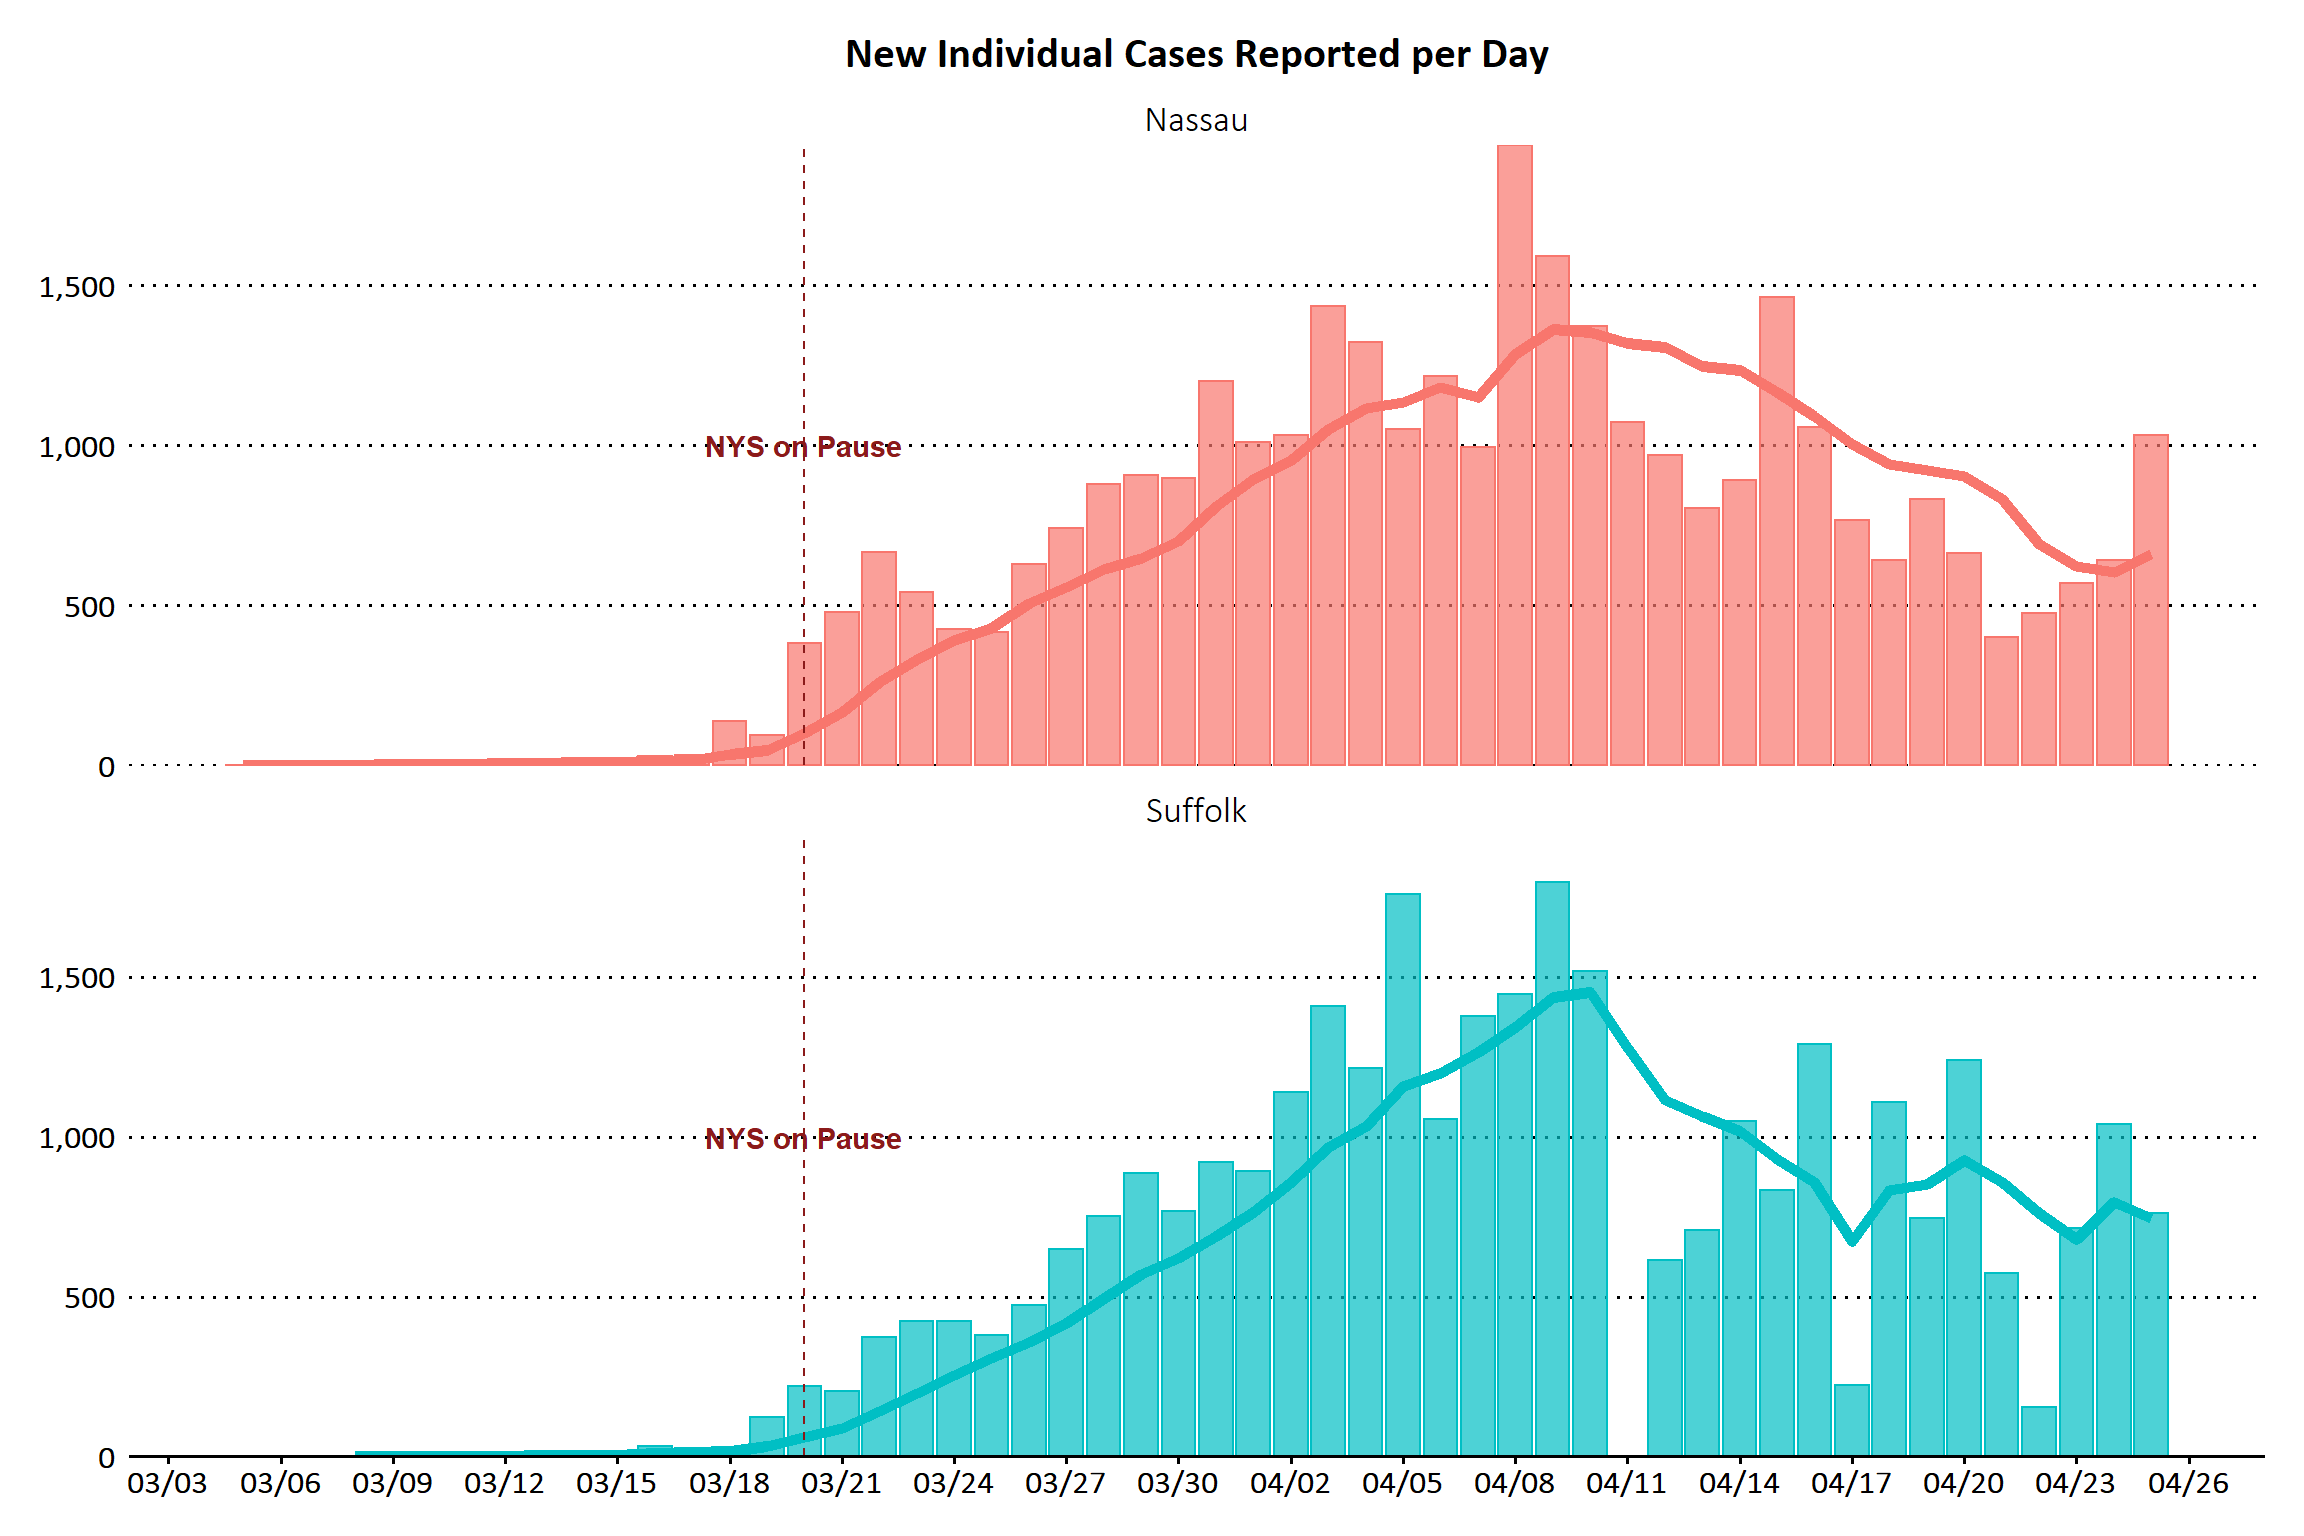 New Individual Cases Reported per Day
Nassau
1,500
1,000
NYS on Pause
500
0
Suffolk
1,500
1,000
NYS on Pause
500
0
03/03 03/06 03/09 03/12 03/15 03/18 03/21 03/24 03/27 03/30 04/02 04/05 04/08 04/11 04/14 04/17 04/20 04/23 04/26